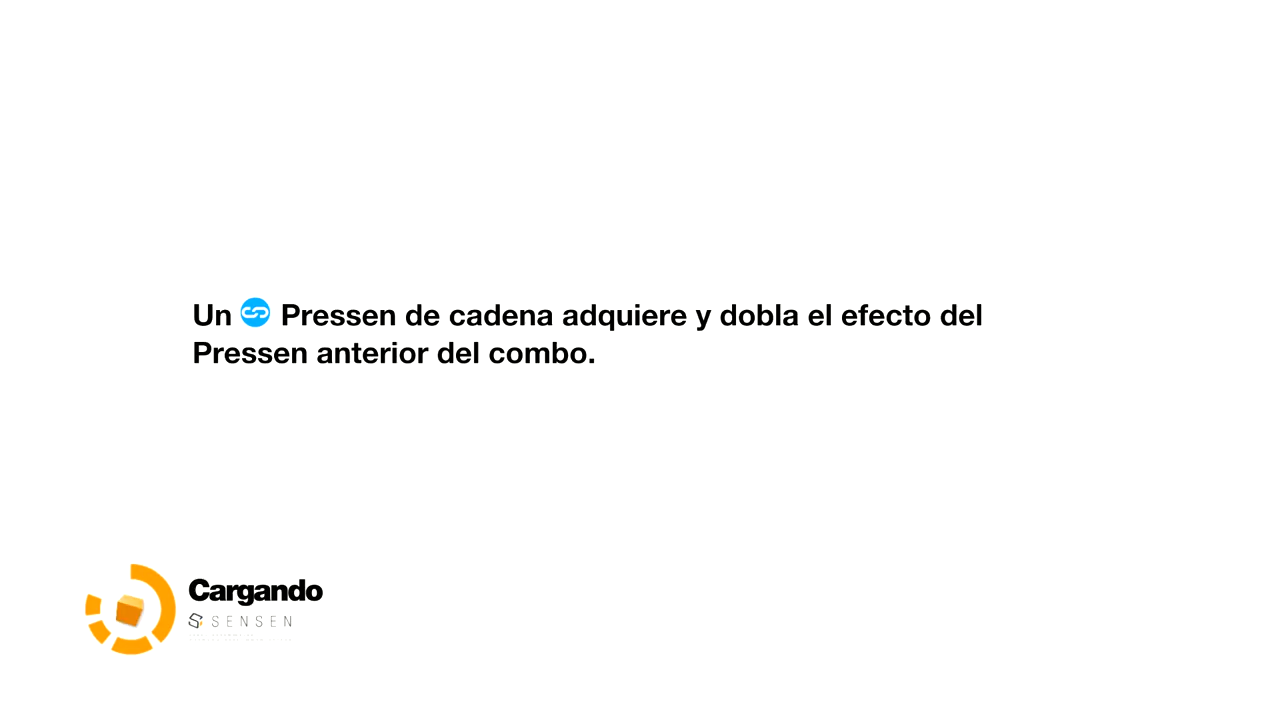 Un Pressen de cadena adquiere y dobla el efecto del
Pressen anterior del combo.
Cargando
SENSEN